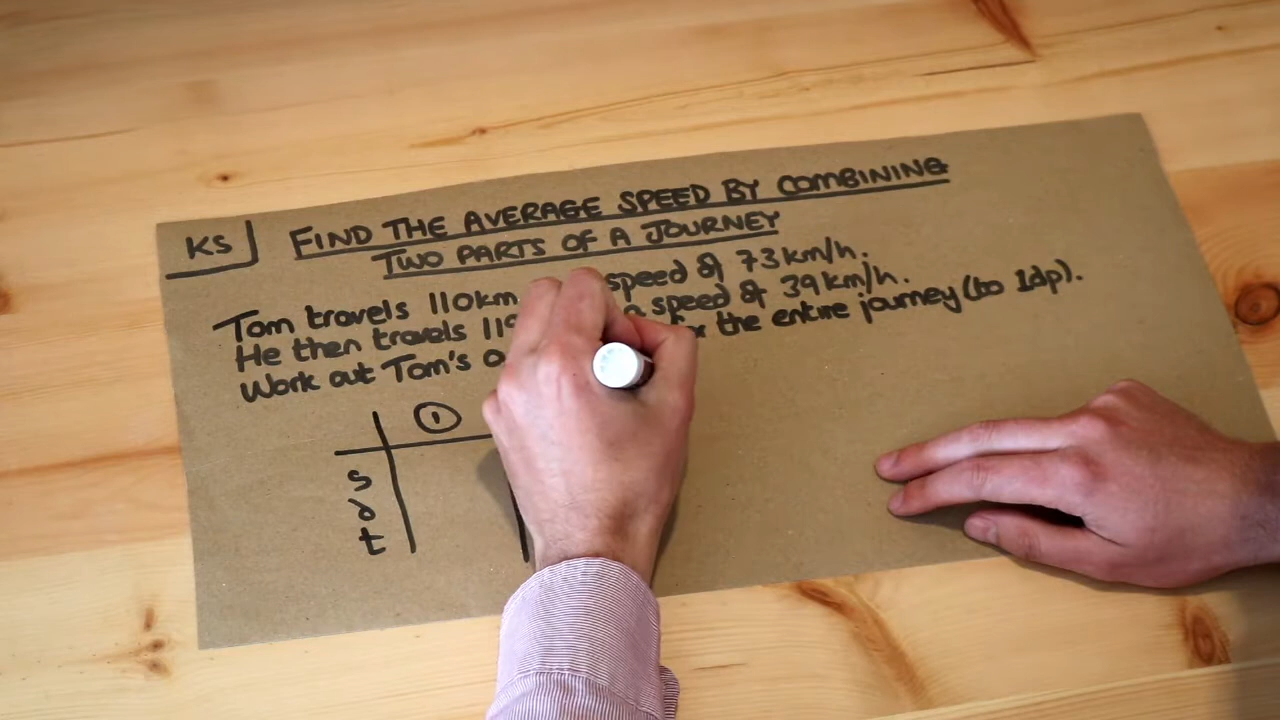 KS FIND THE AVERAGE SPEED BY COMBINING
TWO PARTS OF A JOURNEY
Tom travels 110km speed of 73km/h.
He then travels a speed of 39km/h.
Work out Tom's the entire journey (to 1dp).
①
s
d
t